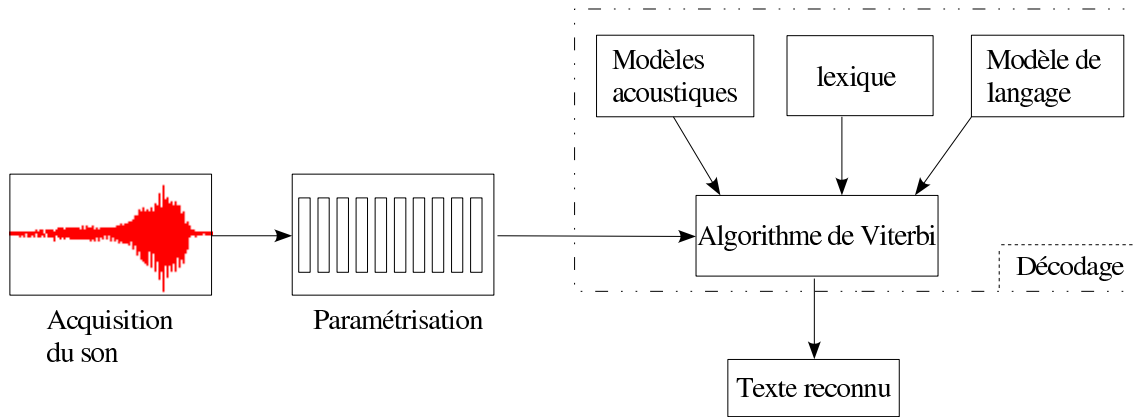 Modèles
acoustiques
lexique
Modèle de
langage
Algorithme de Viterbi
Décodage
Acquisition
du son
Paramétrisation
Texte reconnu